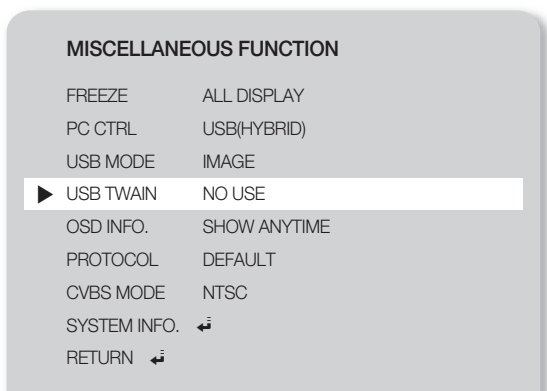 MISCELLANEOUS FUNCTION
FREEZE ALL DISPLAY
PC CTRL USB(HYBRID)
USB MODE IMAGE
USB TWAIN NO USE
OSD INFO. SHOW ANYTIME
PROTOCOL DEFAULT
CVBS MODE NTSC
SYSTEM INFO.
RETURN